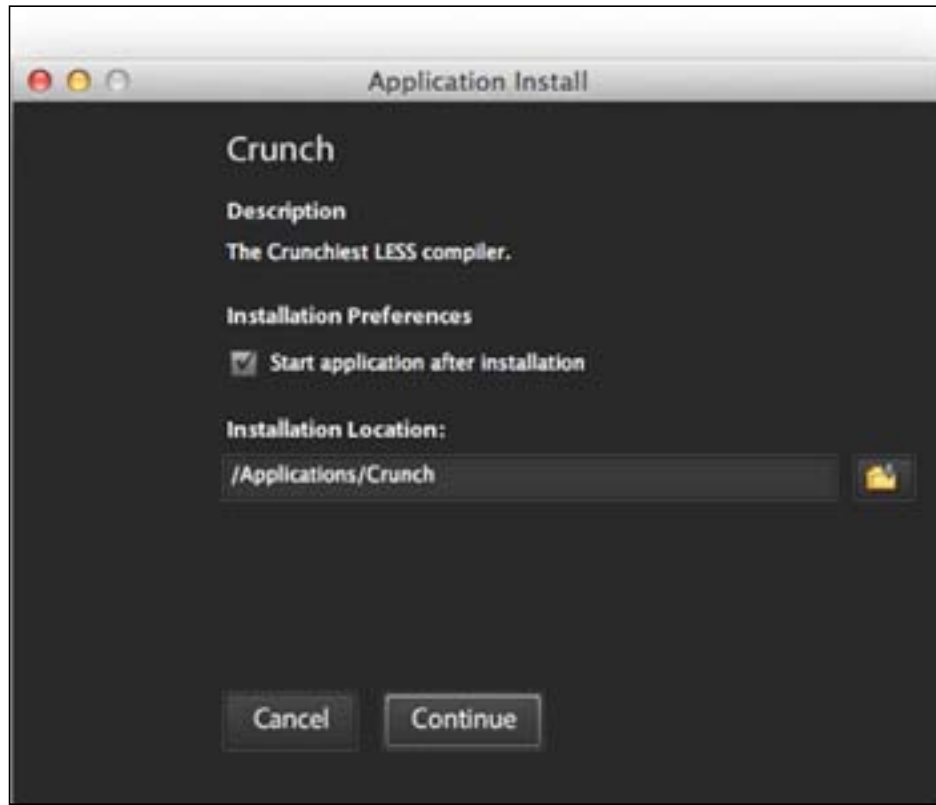 Application Install
Crunch
Description
The Crunchiest LESS compiler.
Installation Preferences
Start application after installation
Installation Location:
/Applications/Crunch
Cancel
Continue